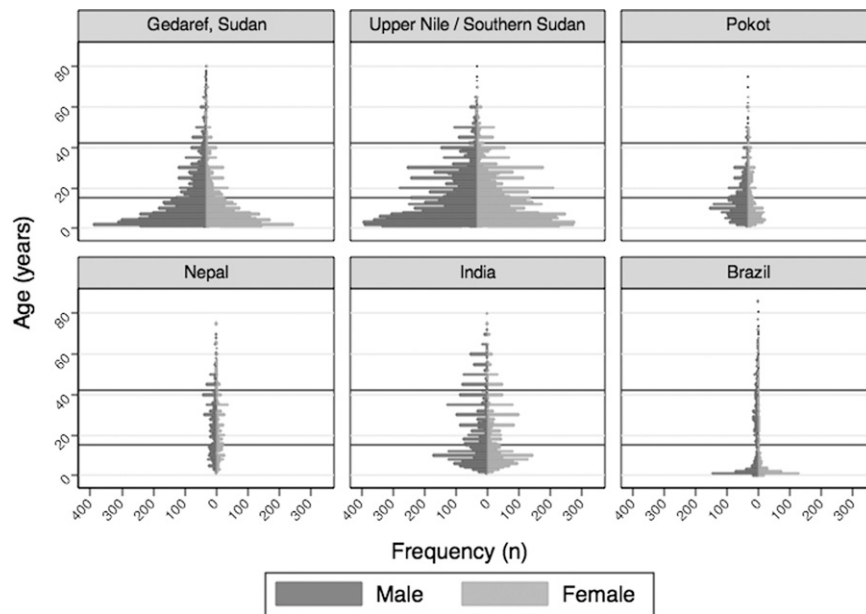 Gedaref, Sudan
Upper Nile / Southern Sudan
Pokot
80
60
40
20
0
Nepal
India
Brazil
80
60
40
20
0
Age (years)
400 300 200 100 0 100 200 300
400 300 200 100 0 100 200 300
400 300 200 100 0 100 200 300
Frequency (n)
Male
Female